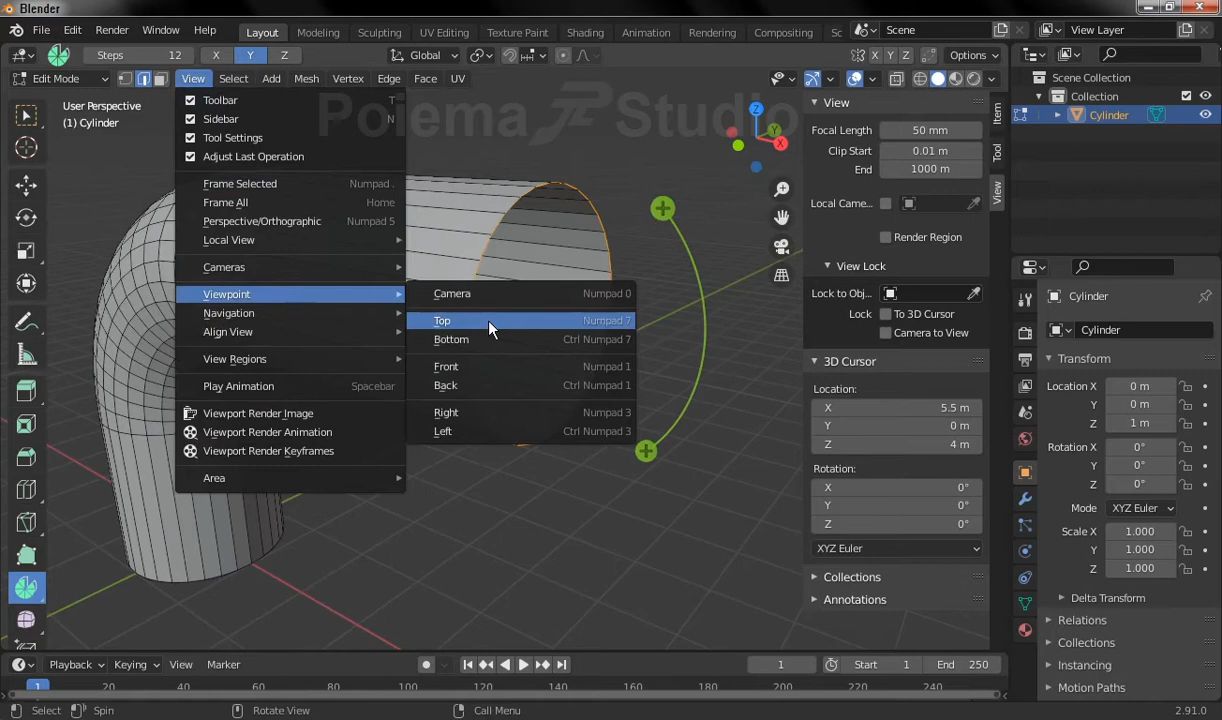 Blender
File Edit Render Window Help Layout Modeling Sculpting UV Editing Texture Paint Shading Animation Rendering Compositing Sc Scene View Layer
Steps 12 X Y Z Global X Y Z Options
Edit Mode View Select Add Mesh Vertex Edge Face UV
Polema Studio
User Perspective
(1) Cylinder
Toolbar T
Sidebar N
Tool Settings
Adjust Last Operation
Frame Selected Numpad .
Frame All Home
Perspective/Orthographic Numpad 5
Local View
Cameras
Viewpoint
Navigation
Align View
View Regions
Play Animation Spacebar
Viewport Render Image
Viewport Render Animation
Viewport Render Keyframes
Area
Camera Numpad 0
Top Numpad 7
Bottom Ctrl Numpad 7
Front Numpad 1
Back Ctrl Numpad 1
Right Numpad 3
Left Ctrl Numpad 3
Z
Y
X
View
Focal Length 50 mm
Clip Start 0.01 m
End 1000 m
Local Came...
Render Region
View Lock
Lock to Obj...
Lock To 3D Cursor
Camera to View
3D Cursor
Location:
X 5.5 m
Y 0 m
Z 4 m
Rotation:
X 0°
Y 0°
Z 0°
XYZ Euler
Collections
Annotations
Item
Tool
View
Scene Collection
Collection
Cylinder
Cylinder
Cylinder
Transform
Location X 0 m
Y 0 m
Z 1 m
Rotation X 0°
Y 0°
Z 0°
Mode XYZ Euler
Scale X 1.000
Y 1.000
Z 1.000
Delta Transform
Relations
Collections
Instancing
Motion Paths
Playback Keying View Marker 1 Start 1 End 250
1 20 40 60 80 100 120 140 160 180 200 220 240
Select Spin Rotate View Call Menu 2.91.0